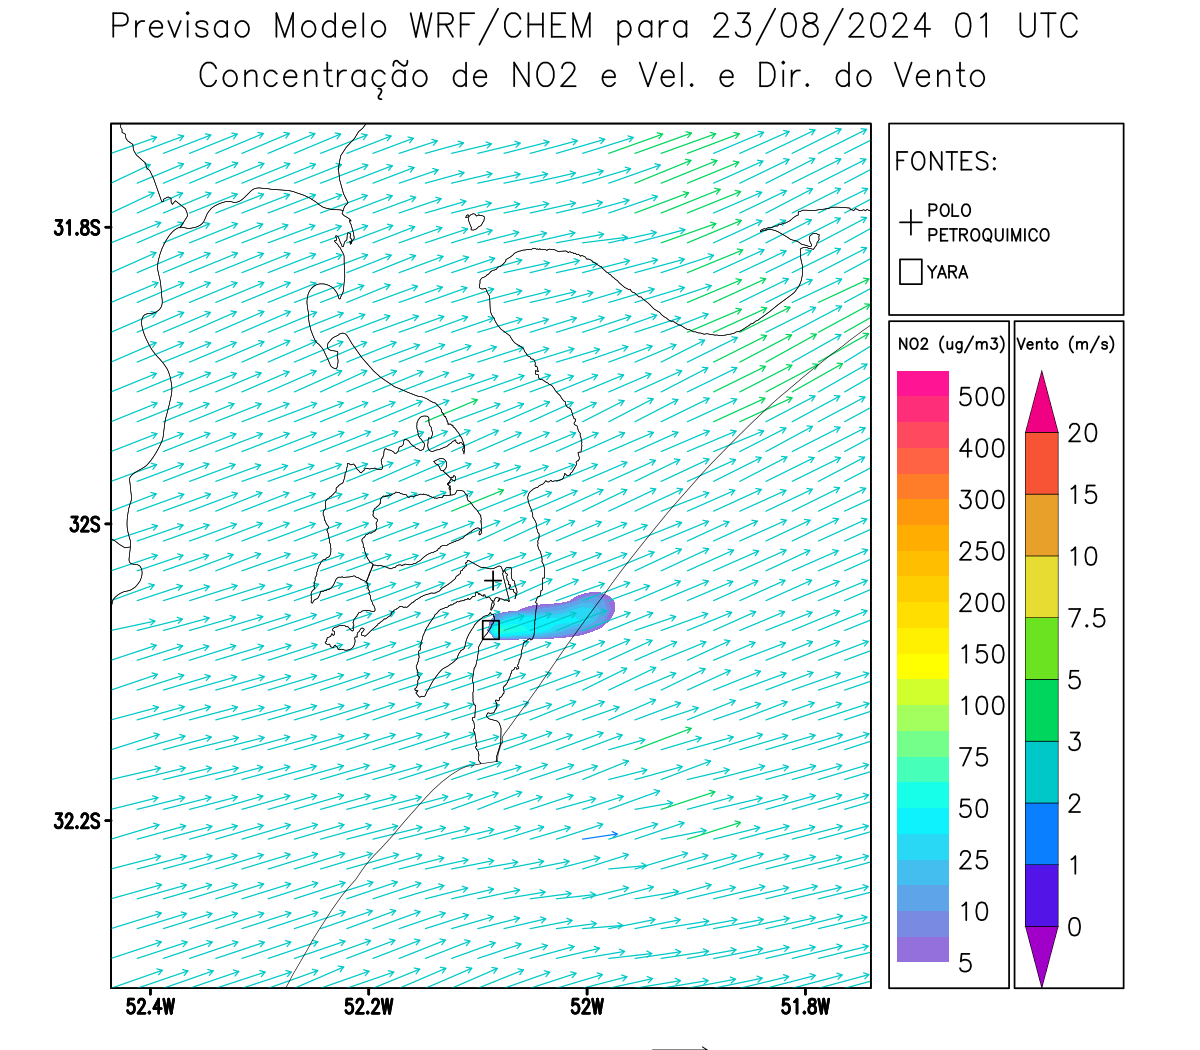 Previsao Modelo WRF/CHEM para 23/08/2024 01 UTC
Concentração de NO2 e Vel. e Dir. do Vento
FONTES:
POLO
PETROQUIMICO
YARA
31.8S
32S
32.2S
52.4W
52.2W
52W
51.8W
NO2 (ug/m3)
500
400
300
250
200
150
100
75
50
25
10
5
Vento (m/s)
20
15
10
7.5
5
3
2
1
0